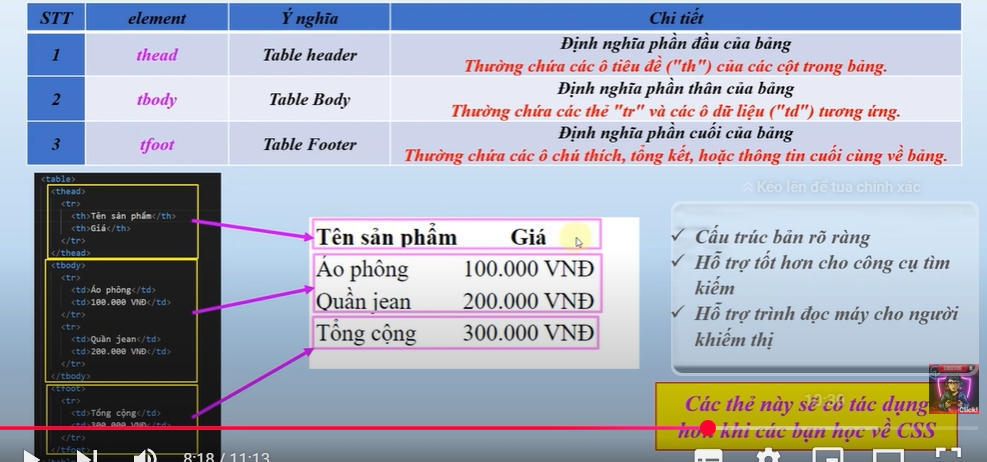 STT element Ý nghĩa Chi tiết
1 thead Table header Định nghĩa phần đầu của bảng
Thường chứa các ô tiêu đề ("th") của các cột trong bảng.
2 tbody Table Body Định nghĩa phần thân của bảng
Thường chứa các thẻ "tr" và các ô dữ liệu ("td") tương ứng.
3 tfoot Table Footer Định nghĩa phần cuối của bảng
Thường chứa các ô chú thích, tổng kết, hoặc thông tin cuối cùng về bảng.
<table>
<thead>
<tr>
<th>Tên sản phẩm</th>
<th>Giá</th>
</tr>
</thead>
<tbody>
<tr>
<td>Áo phông</td>
<td>100.000 VNĐ</td>
</tr>
<tr>
<td>Quần jean</td>
<td>200.000 VNĐ</td>
</tr>
</tbody>
<tfoot>
<tr>
<td>Tổng cộng</td>
<td>300.000 VNĐ</td>
</tr>
</tfoot>
Tên sản phẩm Giá
Áo phông 100.000 VNĐ
Quần jean 200.000 VNĐ
Tổng cộng 300.000 VNĐ
Kéo lên để tua chính xác
✓ Cấu trúc bản rõ ràng
✓ Hỗ trợ tốt hơn cho công cụ tìm
kiếm
✓ Hỗ trợ trình đọc máy cho người
khiếm thị
Các thẻ này sẽ có tác dụng
hơn khi các bạn học về CSS
Click!
8:18 / 11:13